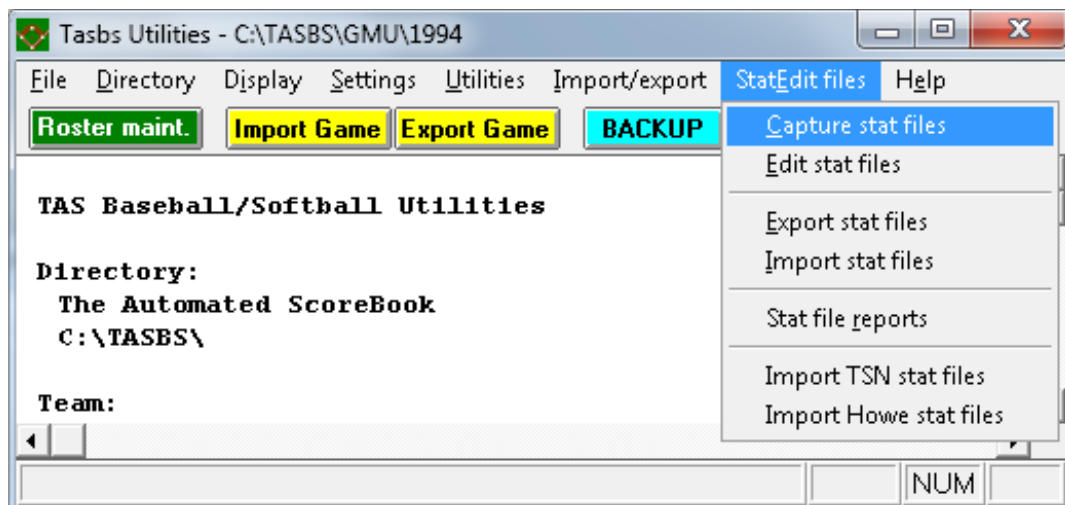 Tasbs Utilities - C:\TASBS\GMU\1994
File Directory Display Settings Utilities Import/export StatEdit files Help
Roster maint. Import Game Export Game BACKUP
Capture stat files
Edit stat files
Export stat files
Import stat files
Stat file reports
Import TSN stat files
Import Howe stat files
TAS Baseball/Softball Utilities
Directory:
The Automated ScoreBook
C:\TASBS\
Team:
NUM